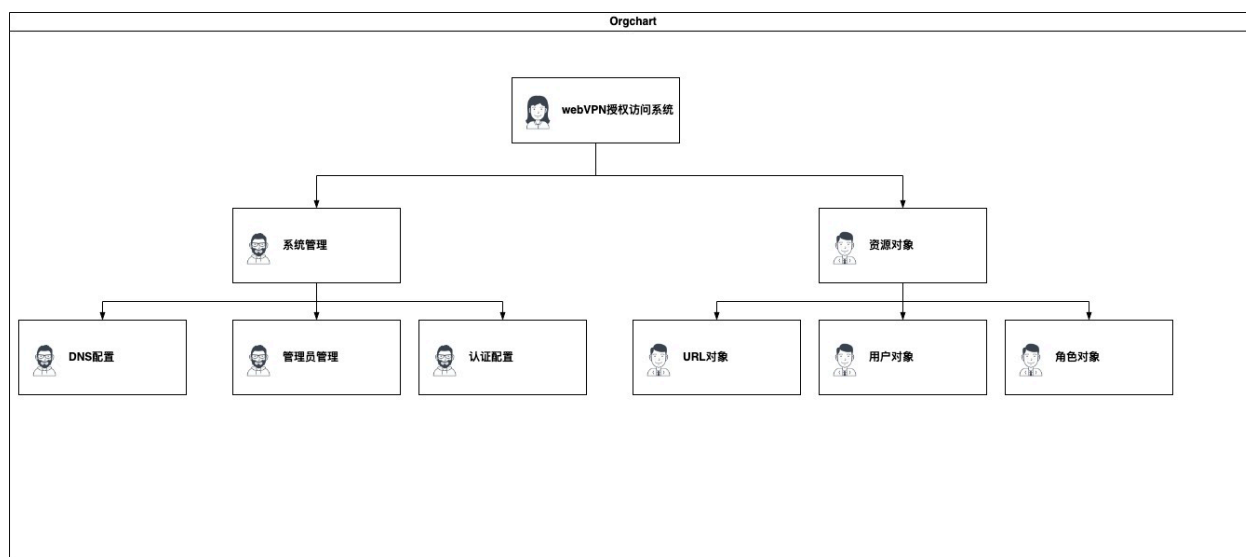 Orgchart
webVPN授权访问系统
系统管理
资源对象
DNS配置
管理员管理
认证配置
URL对象
用户对象
角色对象